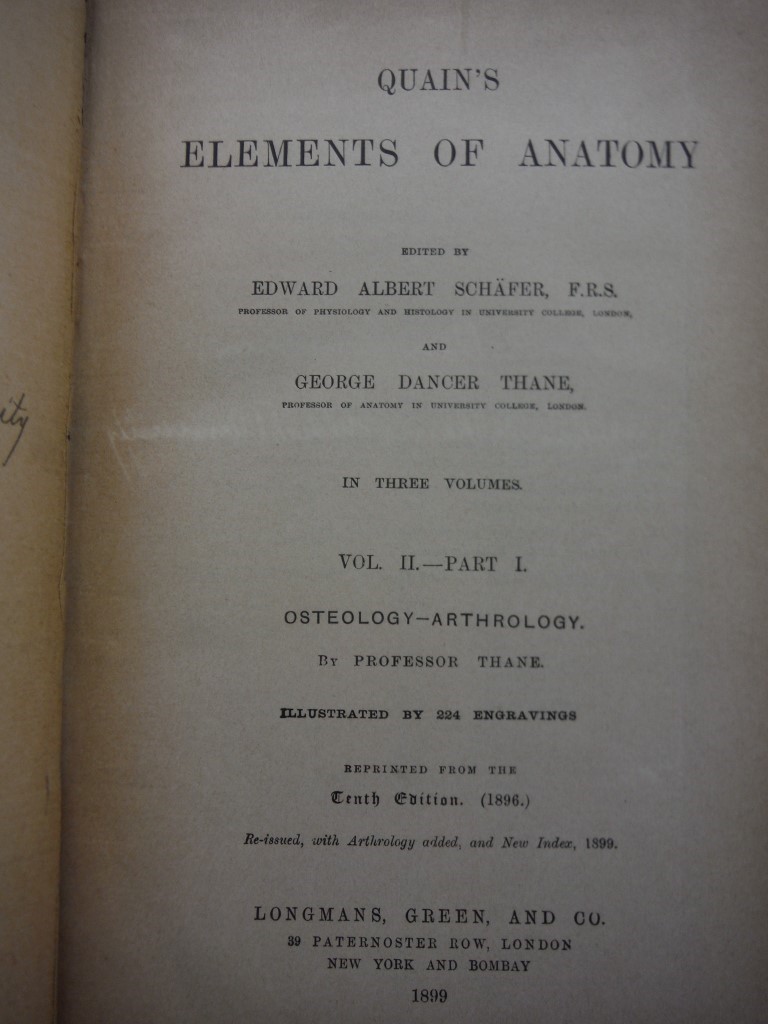 QUAIN'S
ELEMENTS OF ANATOMY
EDITED BY
EDWARD ALBERT SCHÄFER, F.R.S.
PROFESSOR OF PHYSIOLOGY AND HISTOLOGY IN UNIVERSITY COLLEGE, LONDON,
AND
GEORGE DANCER THANE,
PROFESSOR OF ANATOMY IN UNIVERSITY COLLEGE, LONDON.
IN THREE VOLUMES.
VOL. II.—PART I.
OSTEOLOGY—ARTHROLOGY.
BY PROFESSOR THANE.
ILLUSTRATED BY 224 ENGRAVINGS
REPRINTED FROM THE
Tenth Edition. (1896.)
Re-issued, with Arthrology added, and New Index, 1899.
LONGMANS, GREEN, AND CO.
39 PATERNOSTER ROW, LONDON
NEW YORK AND BOMBAY
1899